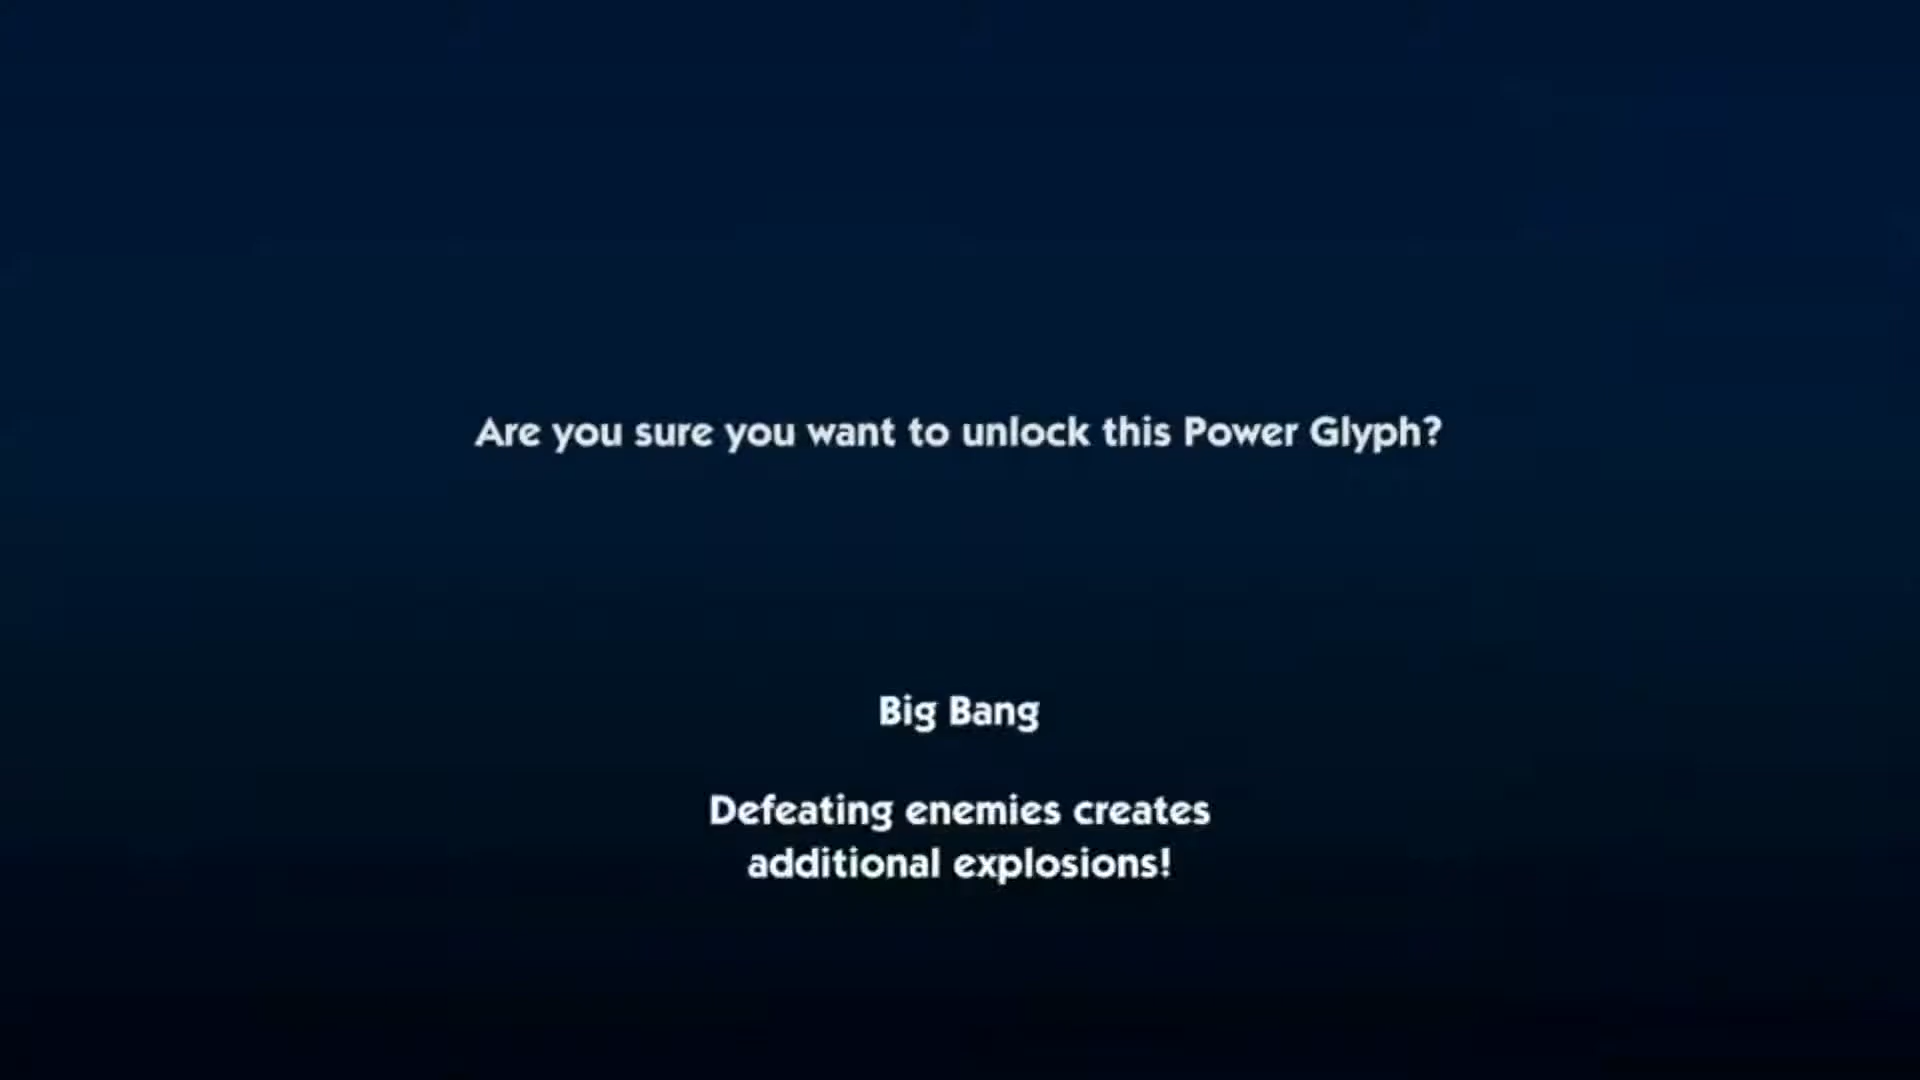 Are you sure you want to unlock this Power Glyph?
Big Bang
Defeating enemies creates
additional explosions!